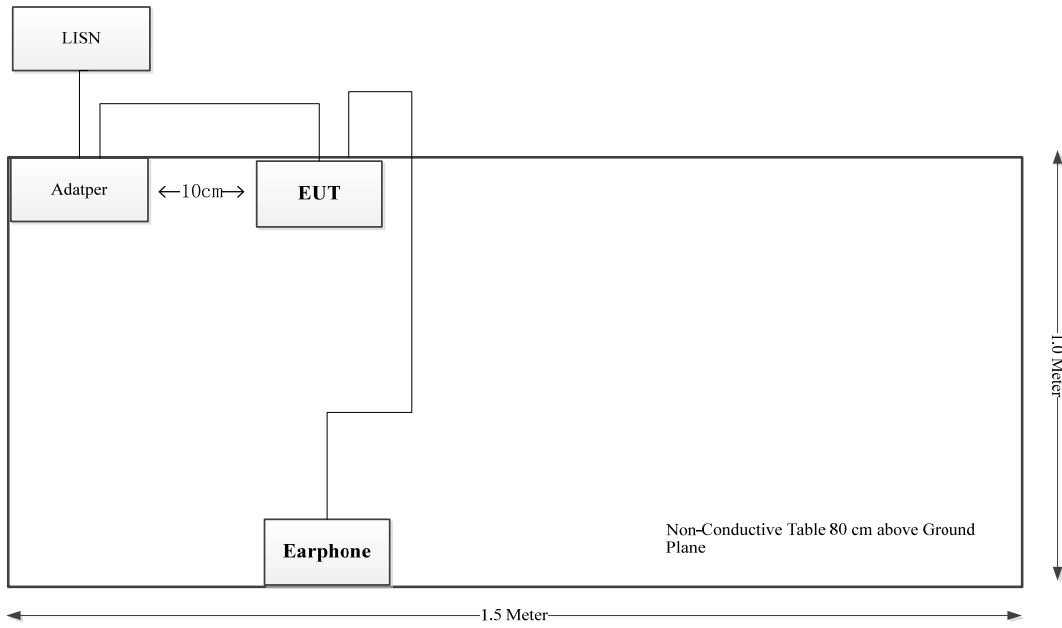 LISN
Adatper
10cm
EUT
1.0 Meter
Earphone
Non-Conductive Table 80 cm above Ground
Plane
1.5 Meter